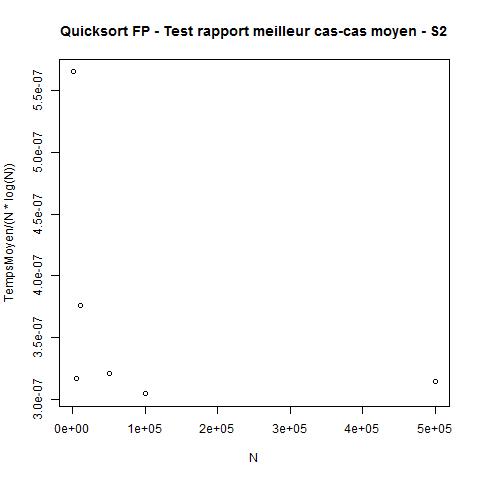 Quicksort FP - Test rapport meilleur cas-cas moyen - S2
TempsMoyen/(N * log(N))
5.5e-07
5.0e-07
4.5e-07
4.0e-07
3.5e-07
3.0e-07
0e+00 1e+05 2e+05 3e+05 4e+05 5e+05
N